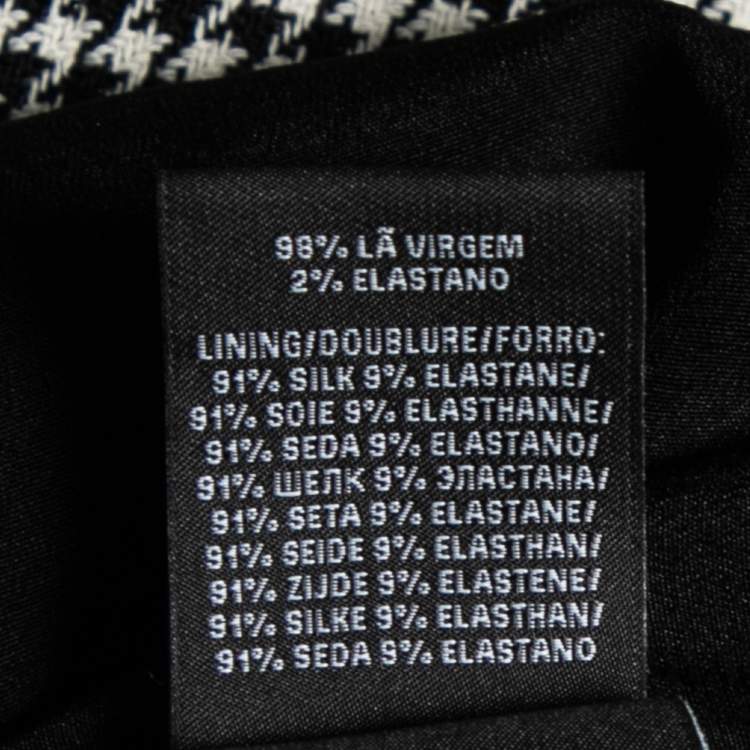 98% LÃ VIRGEM
2% ELASTANO
LINING/DOUBLURE/FORRO:
91% SILK 9% ELASTANE/
91% SOIE 9% ELASTHANNE/
91% SEDA 9% ELASTANO/
91% ШЕЛК 9% ЭЛАСТАНА/
91% SETA 9% ELASTANE/
91% SEIDE 9% ELASTHAN/
91% ZIJDE 9% ELASTENE/
91% SILKE 9% ELASTHAN/
91% SEDA 9% ELASTANO